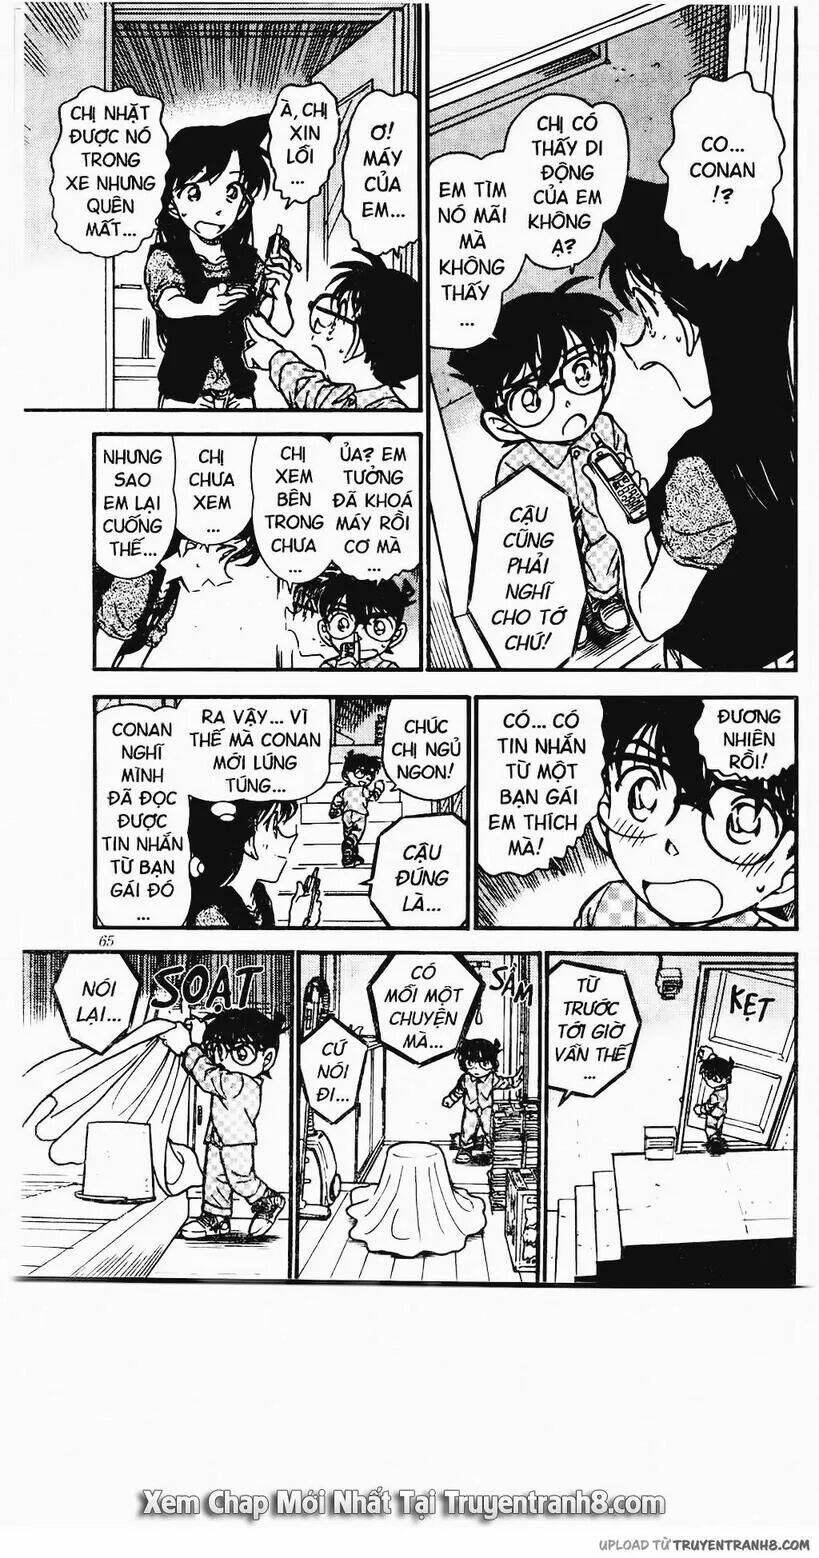 CO...
CONAN
!?
CHỊ CÓ
THẤY DI
ĐỘNG
CỦA EM
KHÔNG
Ạ?
EM TÌM
NÓ MÃI
MÀ
KHÔNG
THẤY
...
CẬU
CŨNG
PHẢI
NGHĨ
CHO TỚ
CHỨ!
Ơ!
MÁY
CỦA
EM...
À, CHỊ
XIN
LỖI
...
CHỊ NHẶT
ĐƯỢC NÓ
TRONG
XE NHƯNG
QUÊN
MẤT...
ỦA? EM
TƯỞNG
ĐÃ KHOÁ
MÁY RỒI
CƠ MÀ
...
CHỊ
XEM
BÊN
TRONG
CHƯA
...
CHỊ
CHƯA
XEM
...
NHƯNG
SAO
EM LẠI
CUỐNG
THẾ...
ĐƯƠNG
NHIÊN
RỒI!
CÓ... CÓ
TIN NHẮN
TỪ MỘT
BẠN GÁI
EM THÍCH
MÀ!
CHÚC
CHỊ NGỦ
NGON!
CẬU
ĐỪNG
LÀ...
RA VẬY... VÌ
THẾ MÀ CONAN
MỚI LÚNG
TÚNG...
CONAN
NGHĨ
MÌNH
ĐÃ ĐỌC
ĐƯỢC
TIN NHẮN
TỪ BẠN
GÁI ĐÓ
...
65
KẸT
TỪ
TRƯỚC
TỚI GIỜ
VẪN THẾ
...
SẦM
CÓ
MỖI MỘT
CHUYỆN
MÀ...
CỨ
NÓI
ĐI...
SOẠT
NÓI
LẠI...
Xem Chap Mới Nhất Tại Truyentranh8.com
UPLOAD TỪ TRUYENTRANH8.COM